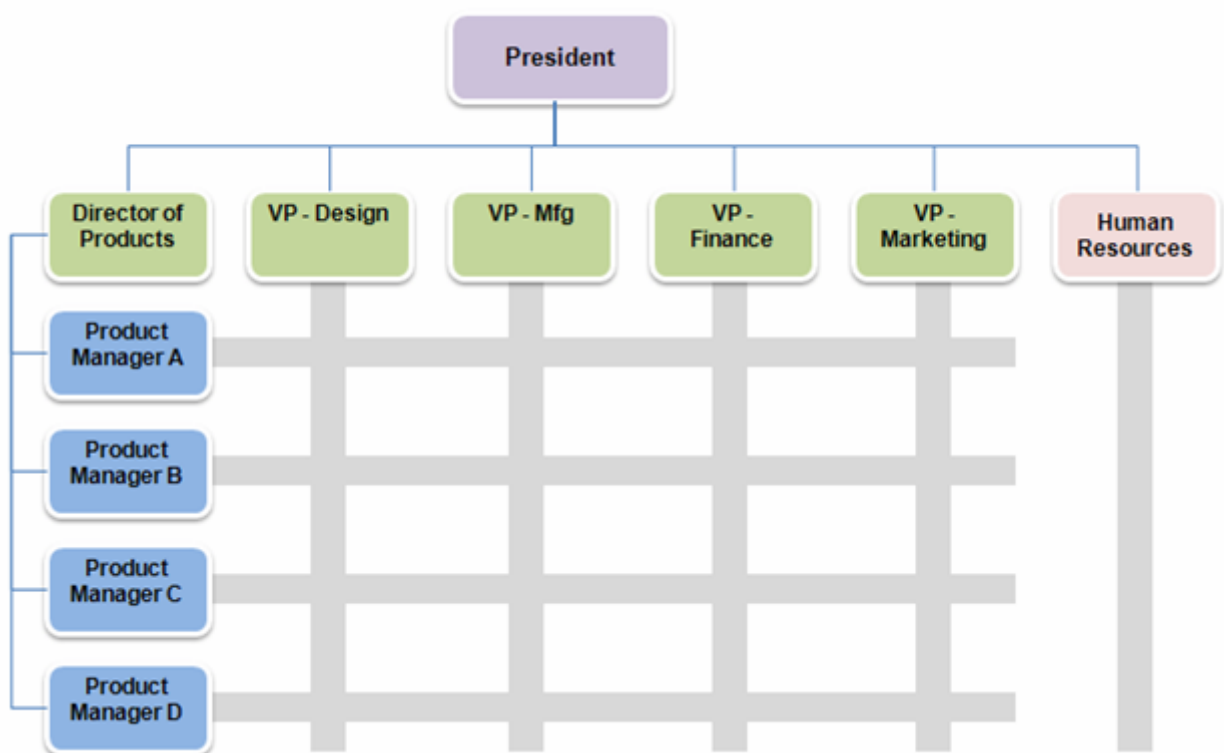 President
Director of
Products
VP - Design
VP - Mfg
VP -
Finance
VP -
Marketing
Human
Resources
Product
Manager A
Product
Manager B
Product
Manager C
Product
Manager D